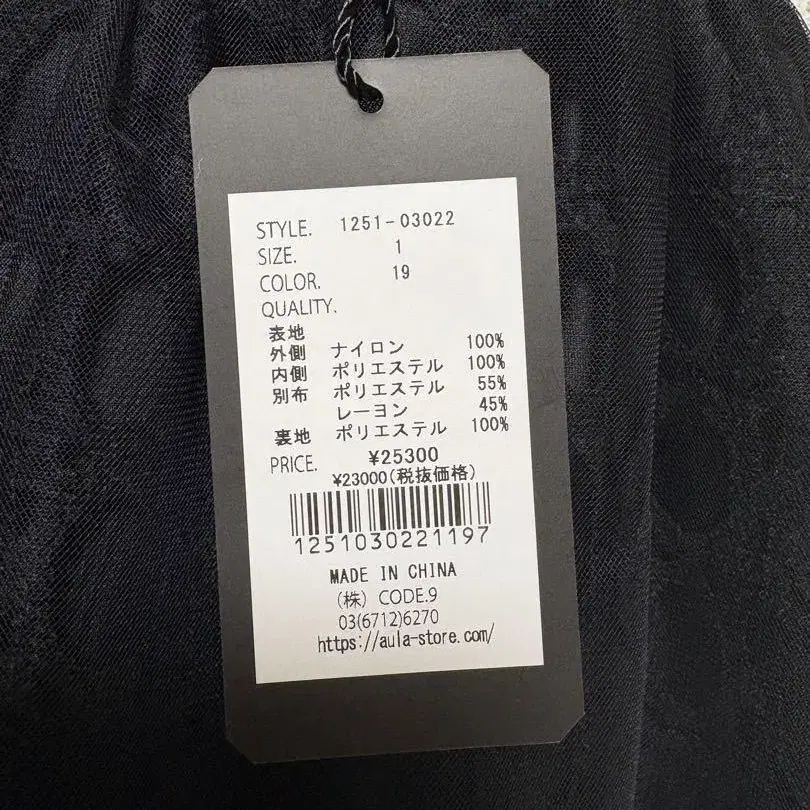 STYLE. 1251-03022
SIZE. 1
COLOR. 19
QUALITY.
表地
外側 ナイロン 100%
内側 ポリエステル 100%
別布 ポリエステル 55%
レーヨン 45%
裏地 ポリエステル 100%
PRICE. ¥25300
¥23000(税抜価格)
1251030221197
MADE IN CHINA
(株) CODE.9
03(6712)6270
https://aula-store.com/